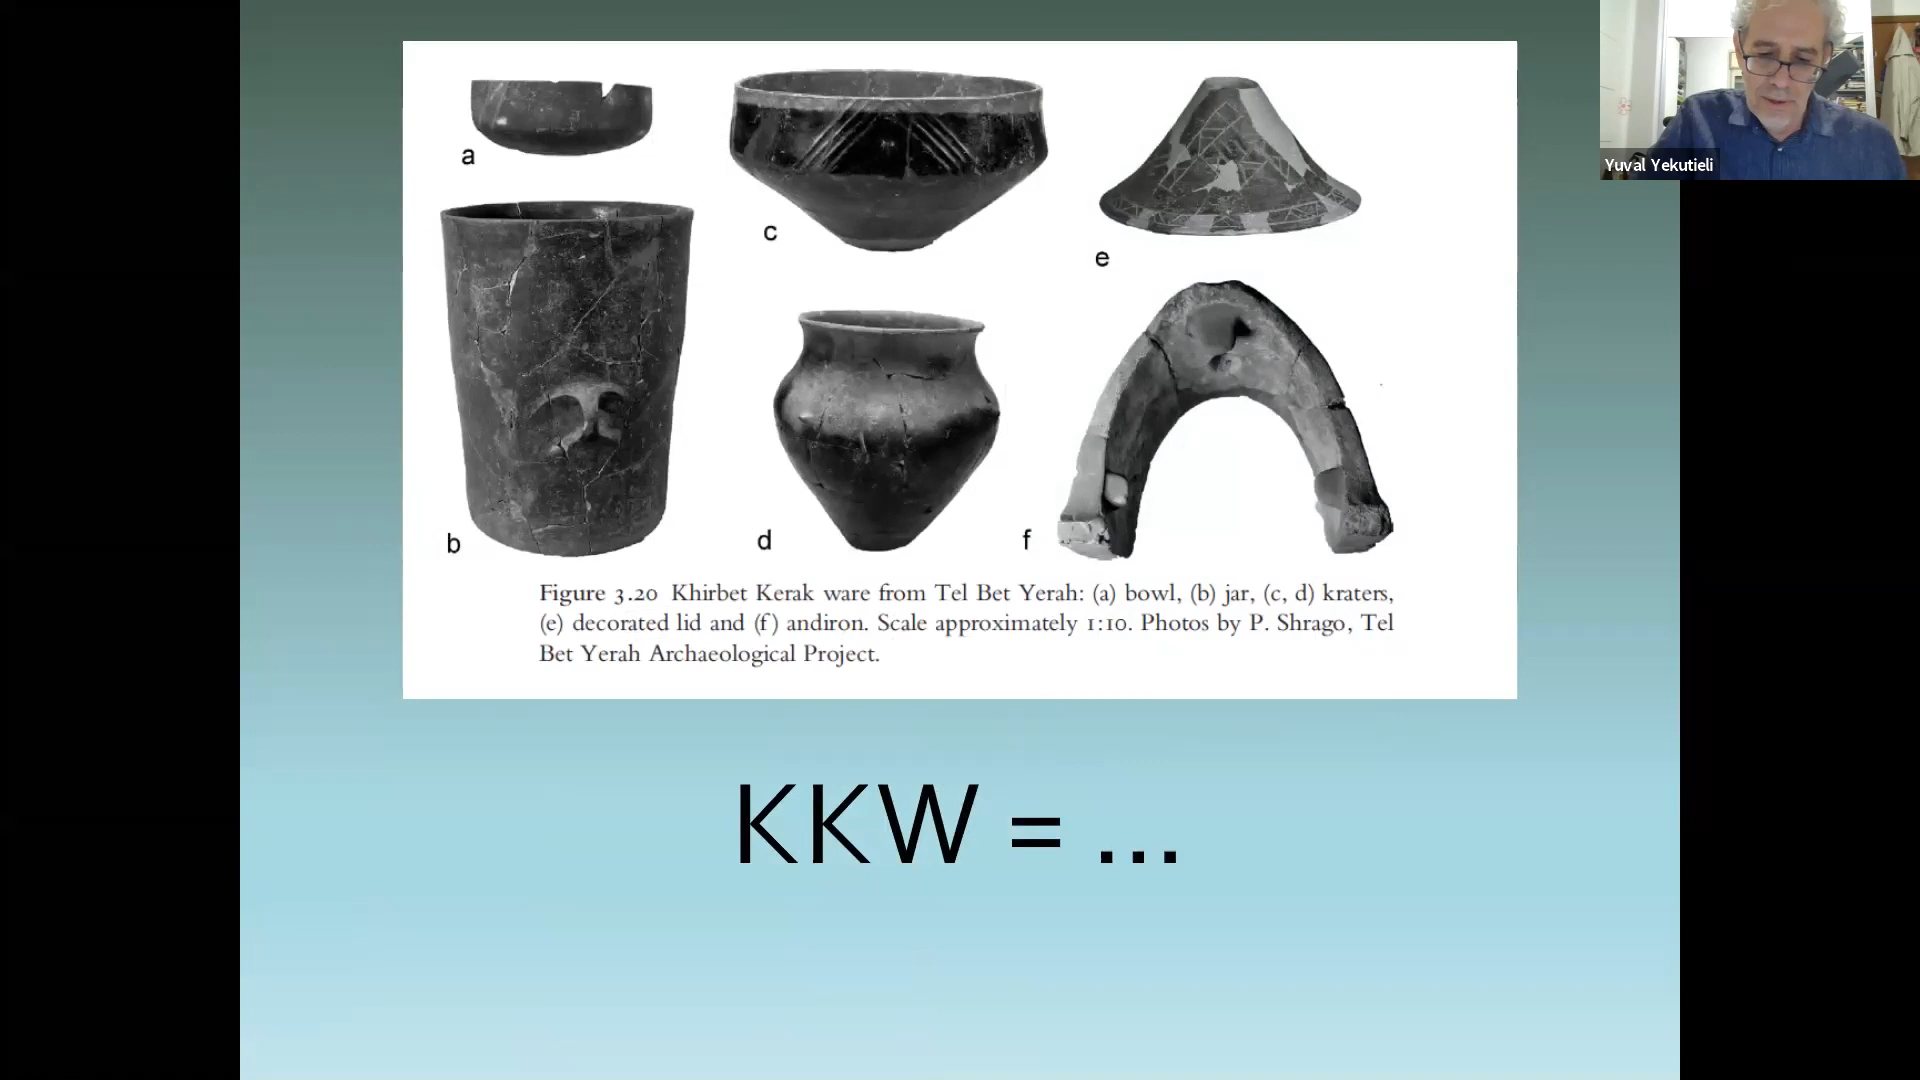 Yuval Yekutieli
a
b
c
d
e
f
Figure 3.20 Khirbet Kerak ware from Tel Bet Yerah: (a) bowl, (b) jar, (c, d) kraters,
(e) decorated lid and (f) andiron. Scale approximately 1:10. Photos by P. Shrago, Tel
Bet Yerah Archaeological Project.
KKW = ...